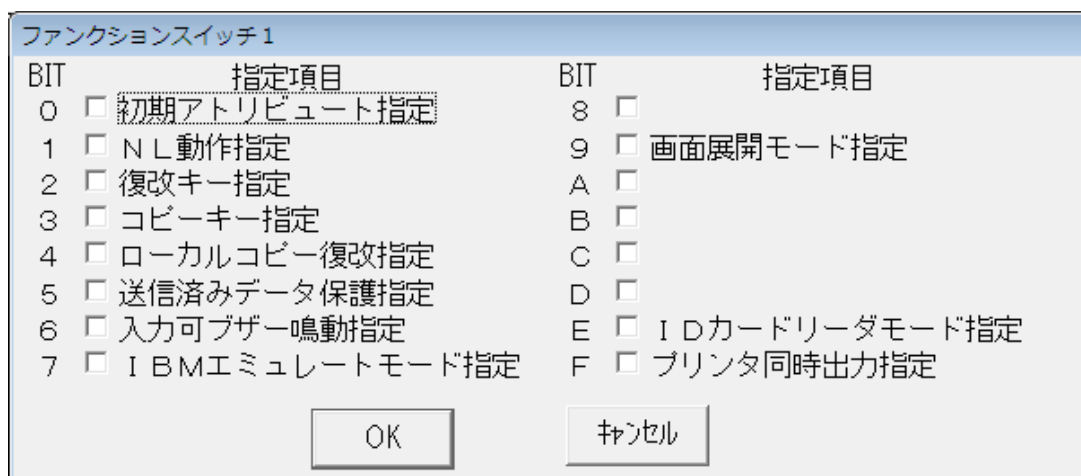 ファンクションスイッチ1
BIT 指定項目
0 初期アトリビュート指定
1 ＮＬ動作指定
2 復改キー指定
3 コピーキー指定
4 ローカルコピー復改指定
5 送信済みデータ保護指定
6 入力可ブザー鳴動指定
7 ＩＢＭエミュレートモード指定
BIT 指定項目
8
9 画面展開モード指定
A
B
C
D
E ＩＤカードリーダモード指定
F プリンタ同時出力指定
OK ｷｬﾝｾﾙ